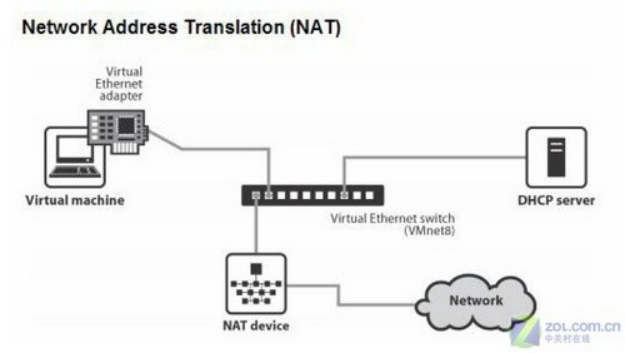 Network Address Translation (NAT)
Virtual
Ethernet
adapter
Virtual machine
DHCP server
Virtual Ethernet switch
(VMnet8)
NAT device
Network
ZOL.COM.CN
中关村在线